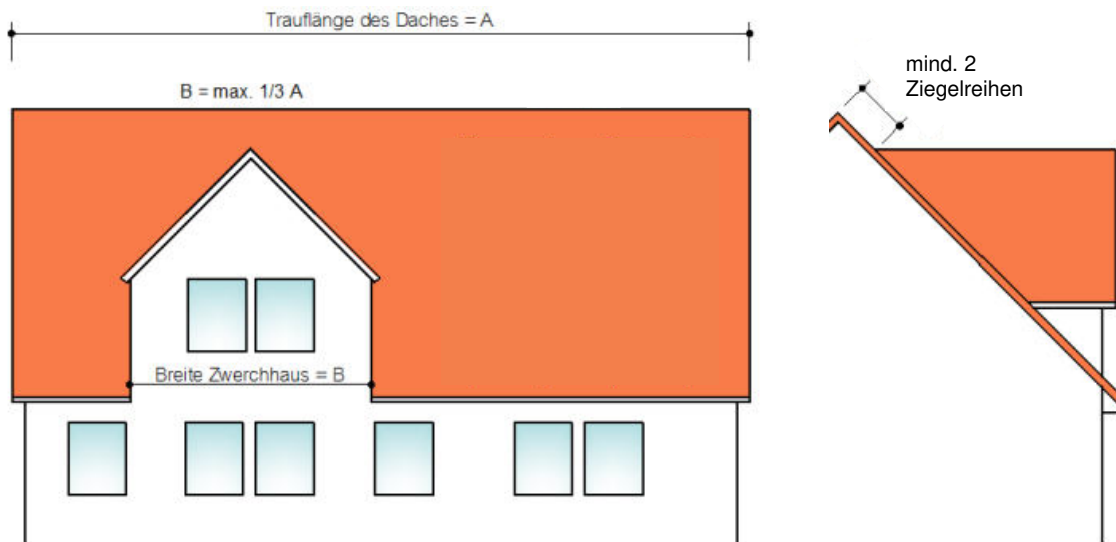 Trauflänge des Daches = A
B = max. 1/3 A
mind. 2
Ziegelreihen
Breite Zwerchhaus = B